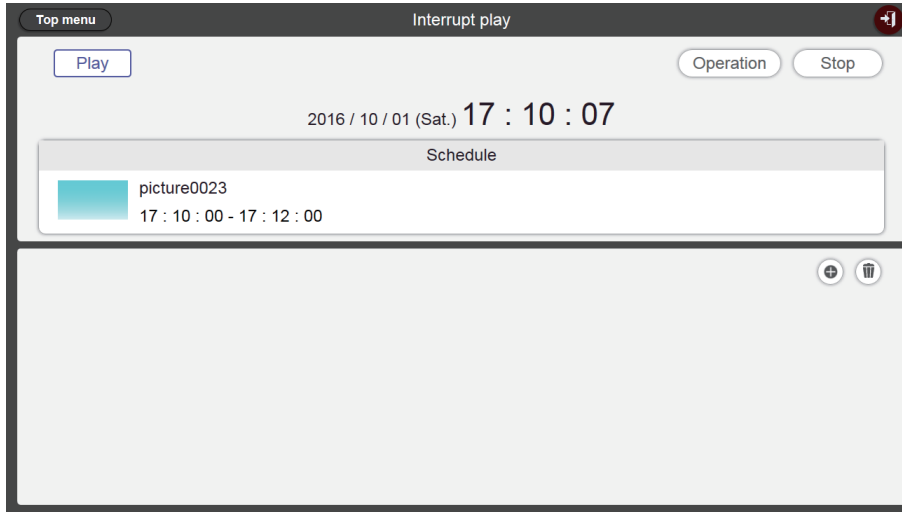 Top menu
Interrupt play
Play
Operation
Stop
2016 / 10 / 01 (Sat.) 17 : 10 : 07
Schedule
picture0023
17 : 10 : 00 - 17 : 12 : 00